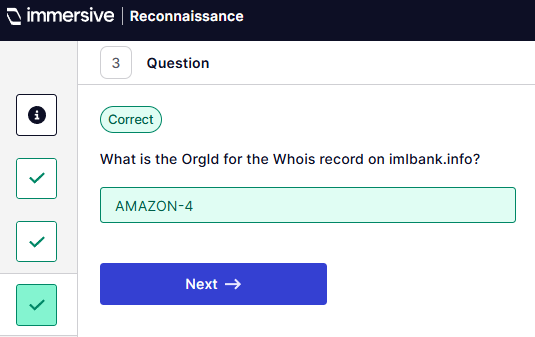 immersive | Reconnaissance
3 Question
Correct
What is the OrgId for the Whois record on imlbank.info?
AMAZON-4
Next →